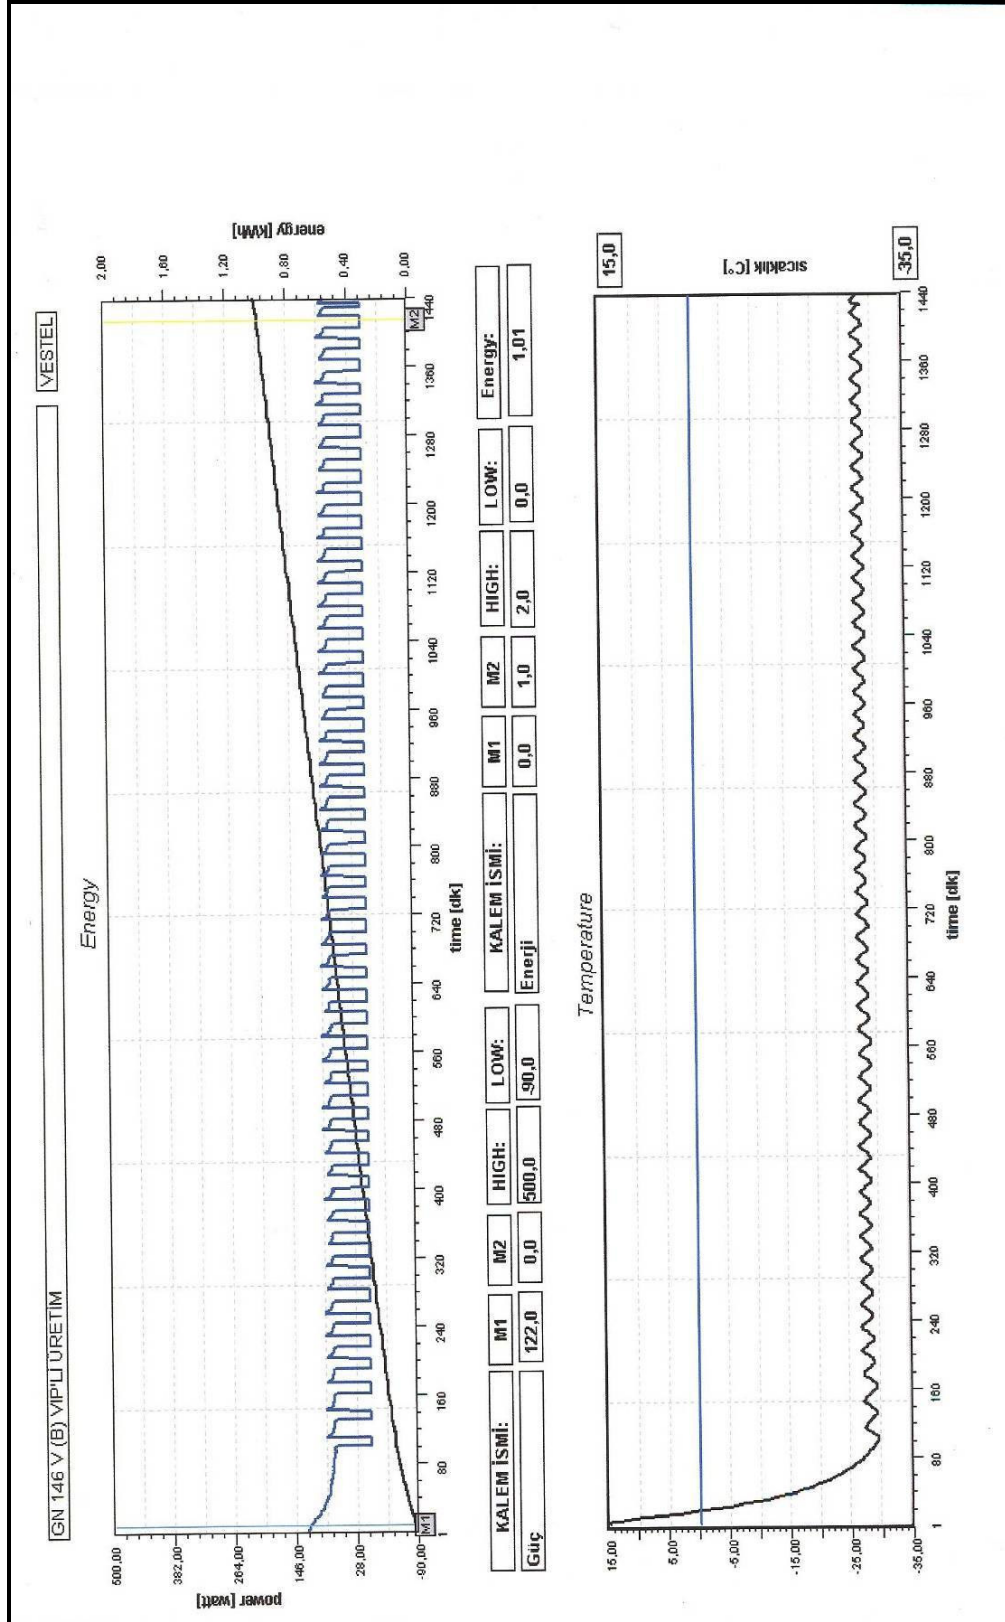 GN 146 V (B) VIP'Lİ ÜRETİM
VESTEL
Energy
power [watt]
500,00
382,00
264,00
146,00
28,00
-90,00
energy [kWh]
2,00
1,60
1,20
0,80
0,40
0,00
M1
M2
1 80 160 240 320 400 480 560 640 720 800 880 960 1040 1120 1200 1280 1360 1440
time [dk]
KALEM İSMİ: M1 M2 HIGH: LOW: KALEM İSMİ: M1 M2 HIGH: LOW: Energy:
Güç 122,0 0,0 500,0 -90,0 Enerji 0,0 1,0 2,0 0,0 1,01
Temperature
15,00
5,00
-5,00
-15,00
-25,00
-35,00
15,0
sıcaklık [C°]
-35,0
1 80 160 240 320 400 480 560 640 720 800 880 960 1040 1120 1200 1280 1360 1440
time [dk]